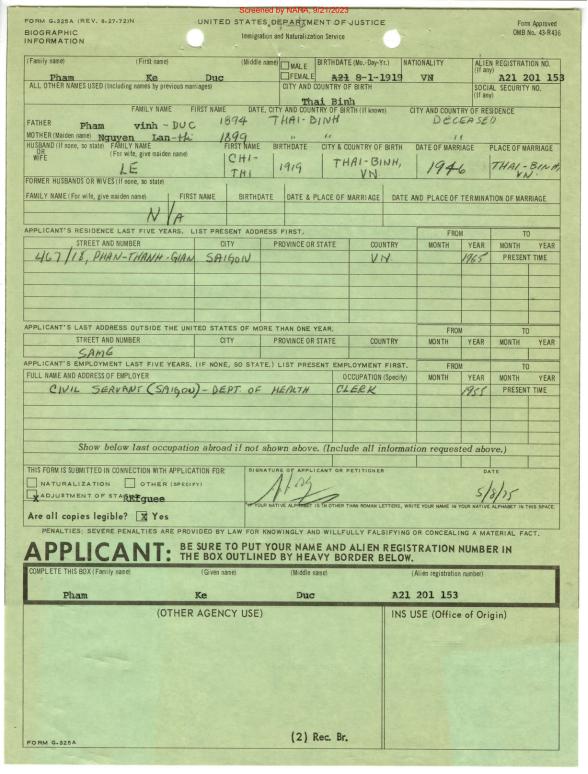 Screened by NARA, 9/27/2023
FORM G-325A (REV. 8-27-72)N
UNITED STATES DEPARTMENT OF JUSTICE
Form Approved
OMB No. 43-R436
BIOGRAPHIC
INFORMATION
Immigration and Naturalization Service
(Family name) (First name) (Middle name) MALE FEMALE BIRTHDATE (Mo.-Day-Yr.) NATIONALITY ALIEN REGISTRATION NO. (If any)
Pham Ke Duc A21 8-1-1919 VN A21 201 153
ALL OTHER NAMES USED (Including names by previous marriages) CITY AND COUNTRY OF BIRTH SOCIAL SECURITY NO. (If any)
Thai Binh
FAMILY NAME FIRST NAME DATE, CITY AND COUNTRY OF BIRTH (If known) CITY AND COUNTRY OF RESIDENCE
FATHER Pham vinh-DUC 1894 THAI-BINH DECEASED
MOTHER (Maiden name) Nguyen Lan-thi 1899 " " "
HUSBAND (If none, so state) OR WIFE FAMILY NAME (For wife, give maiden name) FIRST NAME BIRTHDATE CITY & COUNTRY OF BIRTH DATE OF MARRIAGE PLACE OF MARRIAGE
LE CHI-THI 1919 THAI-BINH, VN 1946 THAI-BINH, VN.
FORMER HUSBANDS OR WIVES (If none, so state)
FAMILY NAME (For wife, give maiden name) FIRST NAME BIRTHDATE DATE & PLACE OF MARRIAGE DATE AND PLACE OF TERMINATION OF MARRIAGE
N/A
APPLICANT'S RESIDENCE LAST FIVE YEARS. LIST PRESENT ADDRESS FIRST. FROM TO
STREET AND NUMBER CITY PROVINCE OR STATE COUNTRY MONTH YEAR MONTH YEAR
467/18, PHAN-THANH-GIAN SAIGON VN 1965 PRESENT TIME
APPLICANT'S LAST ADDRESS OUTSIDE THE UNITED STATES OF MORE THAN ONE YEAR. FROM TO
STREET AND NUMBER CITY PROVINCE OR STATE COUNTRY MONTH YEAR MONTH YEAR
SAME
APPLICANT'S EMPLOYMENT LAST FIVE YEARS. (IF NONE, SO STATE.) LIST PRESENT EMPLOYMENT FIRST. FROM TO
FULL NAME AND ADDRESS OF EMPLOYER OCCUPATION (Specify) MONTH YEAR MONTH YEAR
CIVIL SERVANT (SAIGON) - DEPT. OF HEALTH CLERK 1955 PRESENT TIME
Show below last occupation abroad if not shown above. (Include all information requested above.)
THIS FORM IS SUBMITTED IN CONNECTION WITH APPLICATION FOR: SIGNATURE OF APPLICANT OR PETITIONER DATE
NATURALIZATION OTHER (SPECIFY)
X ADJUSTMENT OF STATUS 5/8/75
IF YOUR NATIVE ALPHABET IS IN OTHER THAN ROMAN LETTERS, WRITE YOUR NAME IN YOUR NATIVE ALPHABET IN THIS SPACE.
Are all copies legible? X Yes
PENALTIES: SEVERE PENALTIES ARE PROVIDED BY LAW FOR KNOWINGLY AND WILLFULLY FALSIFYING OR CONCEALING A MATERIAL FACT.
APPLICANT: BE SURE TO PUT YOUR NAME AND ALIEN REGISTRATION NUMBER IN
THE BOX OUTLINED BY HEAVY BORDER BELOW.
COMPLETE THIS BOX (Family name) (Given name) (Middle name) (Alien registration number)
Pham Ke Duc A21 201 153
(OTHER AGENCY USE) INS USE (Office of Origin)
(2) Rec. Br.
FORM G-325A